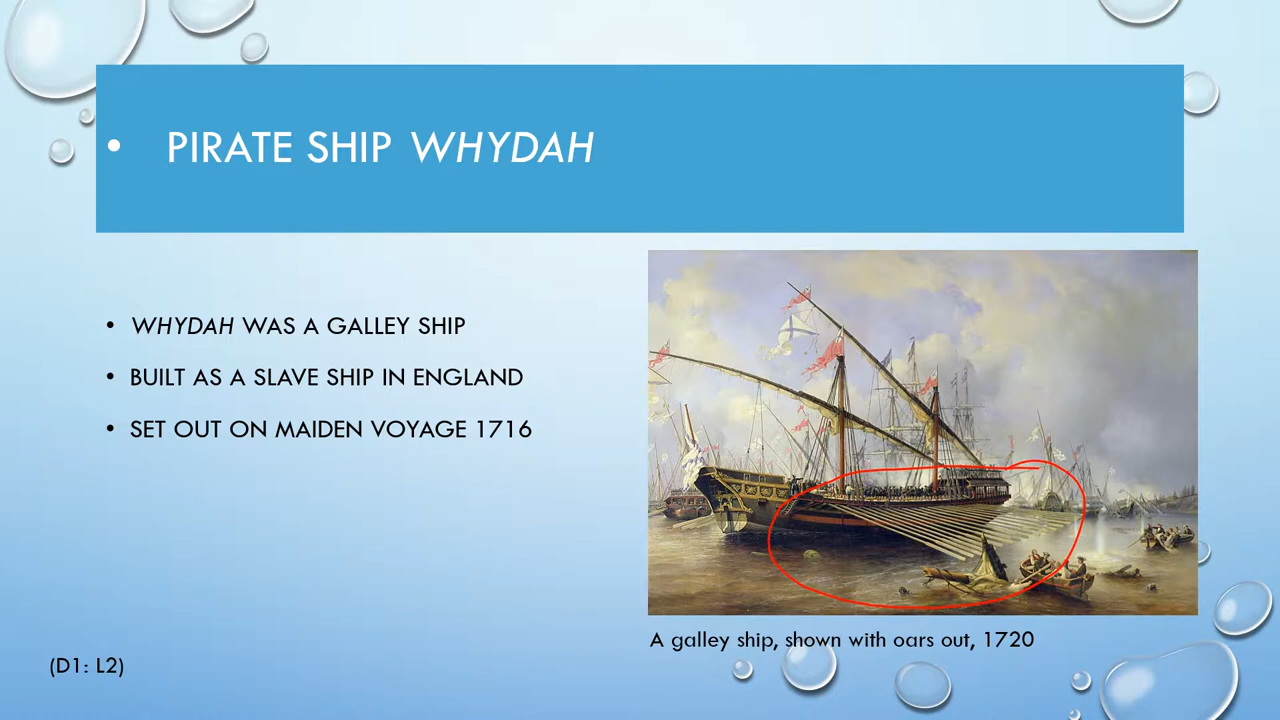 • PIRATE SHIP WHYDAH
• WHYDAH WAS A GALLEY SHIP
• BUILT AS A SLAVE SHIP IN ENGLAND
• SET OUT ON MAIDEN VOYAGE 1716
A galley ship, shown with oars out, 1720
(D1: L2)